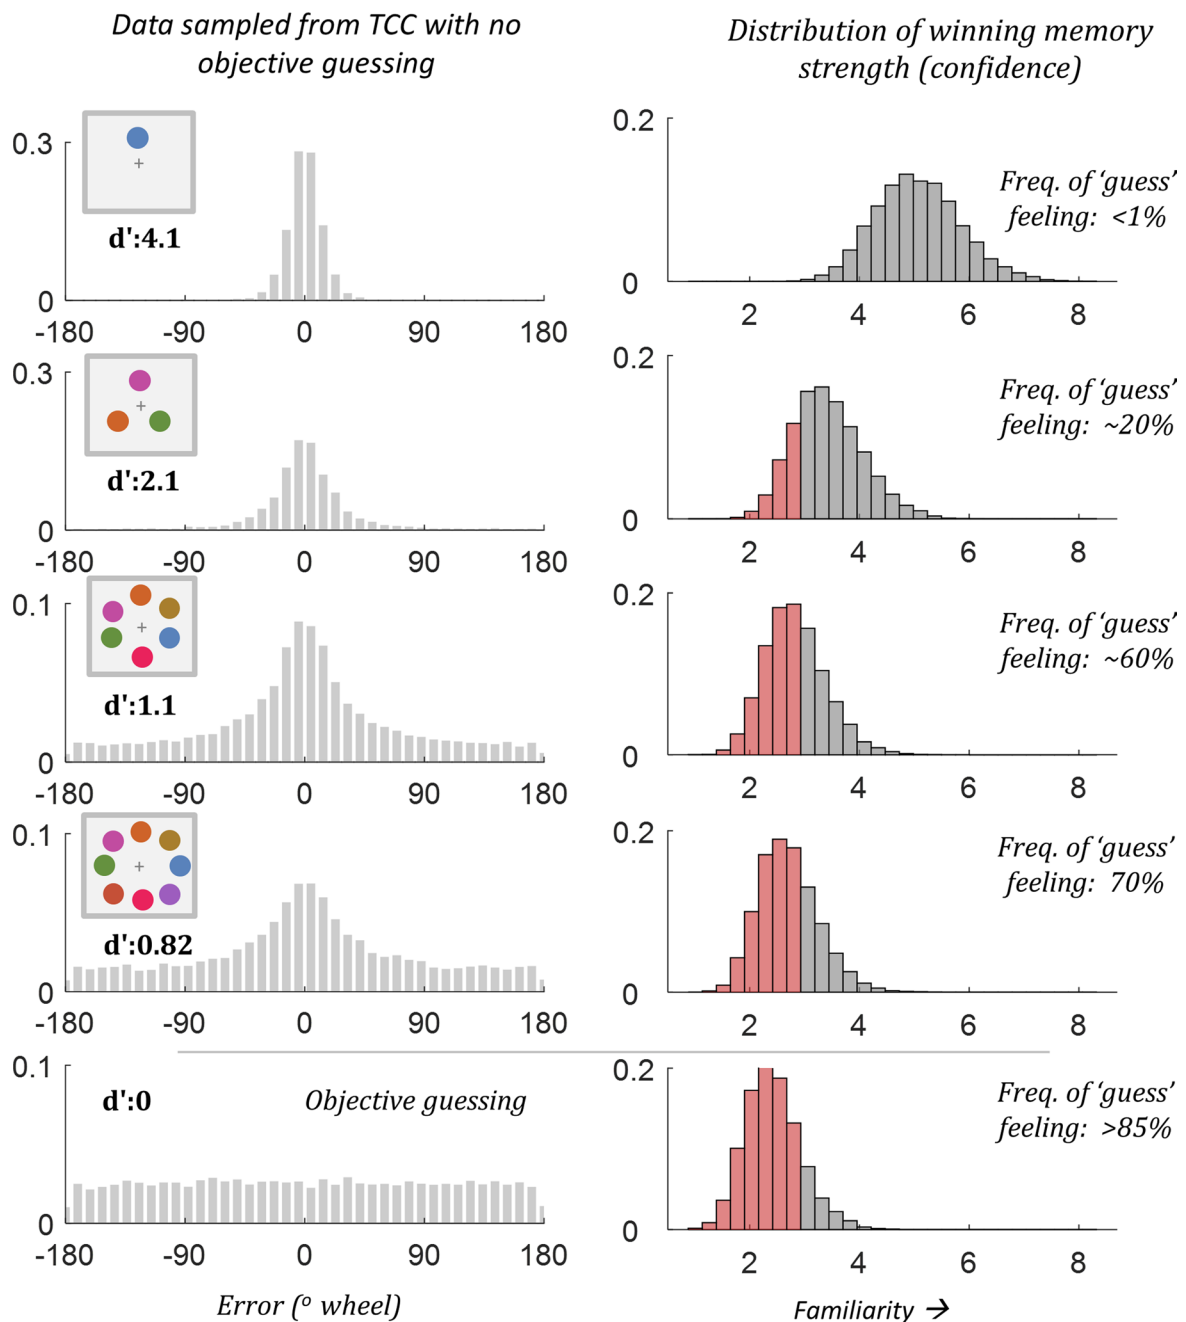 Data sampled from TCC with no
objective guessing
Distribution of winning memory
strength (confidence)
0.3
0
d':4.1
-180 -90 0 90 180
0.2
0
Freq. of 'guess'
feeling: <1%
2 4 6 8
0.3
0
d':2.1
-180 -90 0 90 180
0.2
0
Freq. of 'guess'
feeling: ~20%
2 4 6 8
0.1
0
d':1.1
-180 -90 0 90 180
0.2
0
Freq. of 'guess'
feeling: ~60%
2 4 6 8
0.1
0
d':0.82
-180 -90 0 90 180
0.2
0
Freq. of 'guess'
feeling: 70%
2 4 6 8
0.1
0
d':0
Objective guessing
-180 -90 0 90 180
Error (° wheel)
0.2
0
Freq. of 'guess'
feeling: >85%
2 4 6 8
Familiarity →